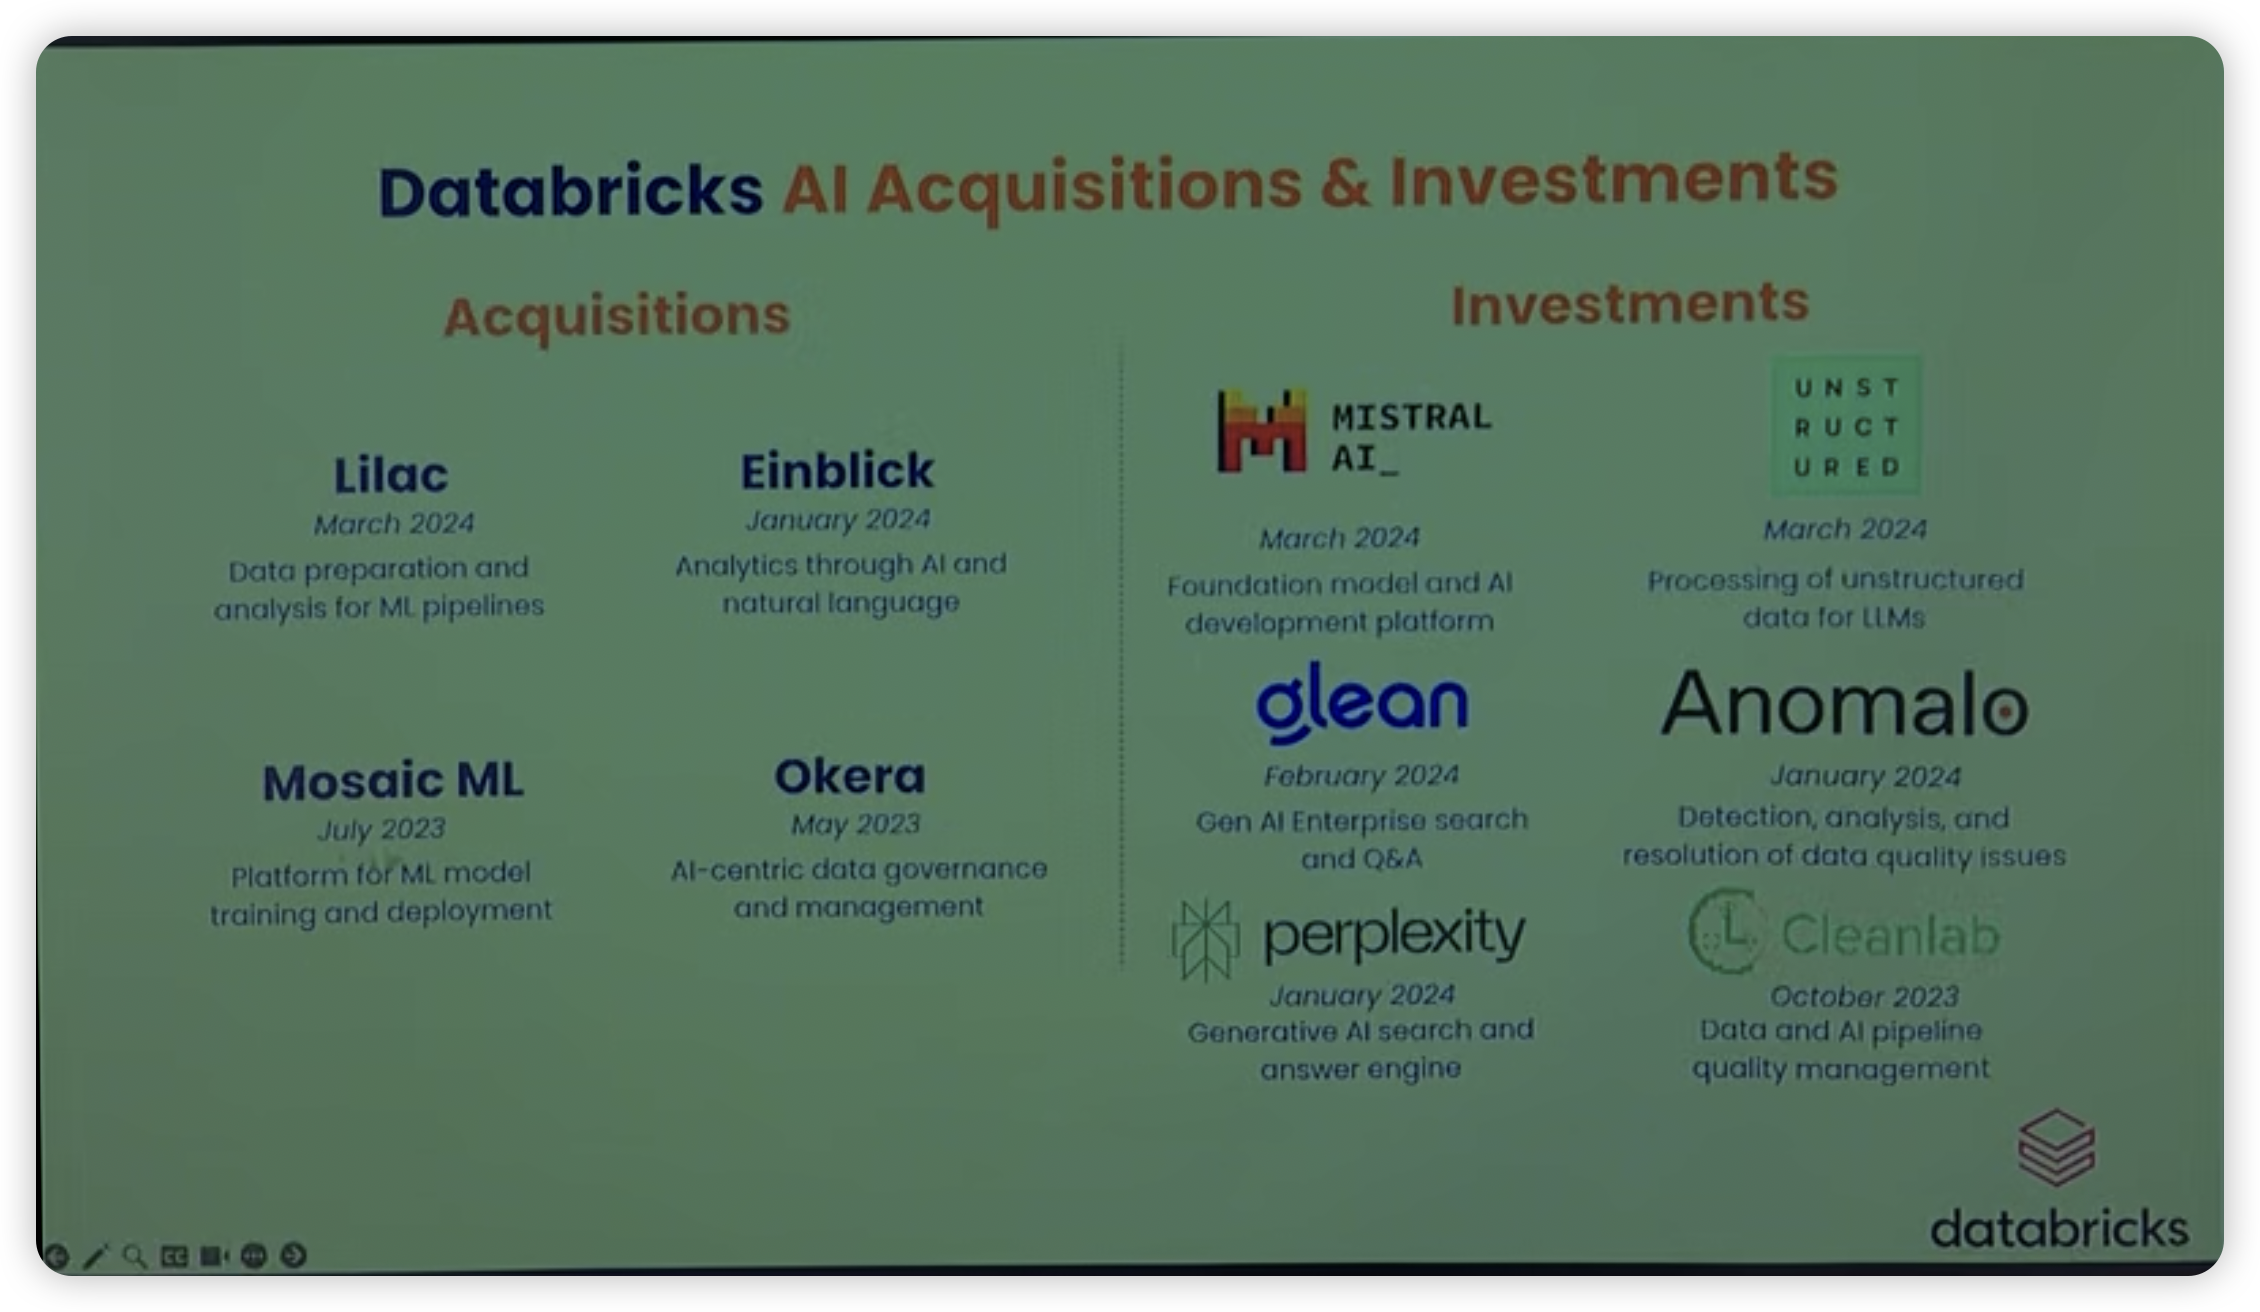 Databricks AI Acquisitions & Investments
Acquisitions
Lilac
March 2024
Data preparation and
analysis for ML pipelines
Einblick
January 2024
Analytics through AI and
natural language
Mosaic ML
July 2023
Platform for ML model
training and deployment
Okera
May 2023
AI-centric data governance
and management
Investments
MISTRAL
AI_
March 2024
Foundation model and AI
development platform
UNST
RUCT
URED
March 2024
Processing of unstructured
data for LLMs
glean
February 2024
Gen AI Enterprise search
and Q&A
Anomalo
January 2024
Detection, analysis, and
resolution of data quality issues
perplexity
January 2024
Generative AI search and
answer engine
Cleanlab
October 2023
Data and AI pipeline
quality management
databricks